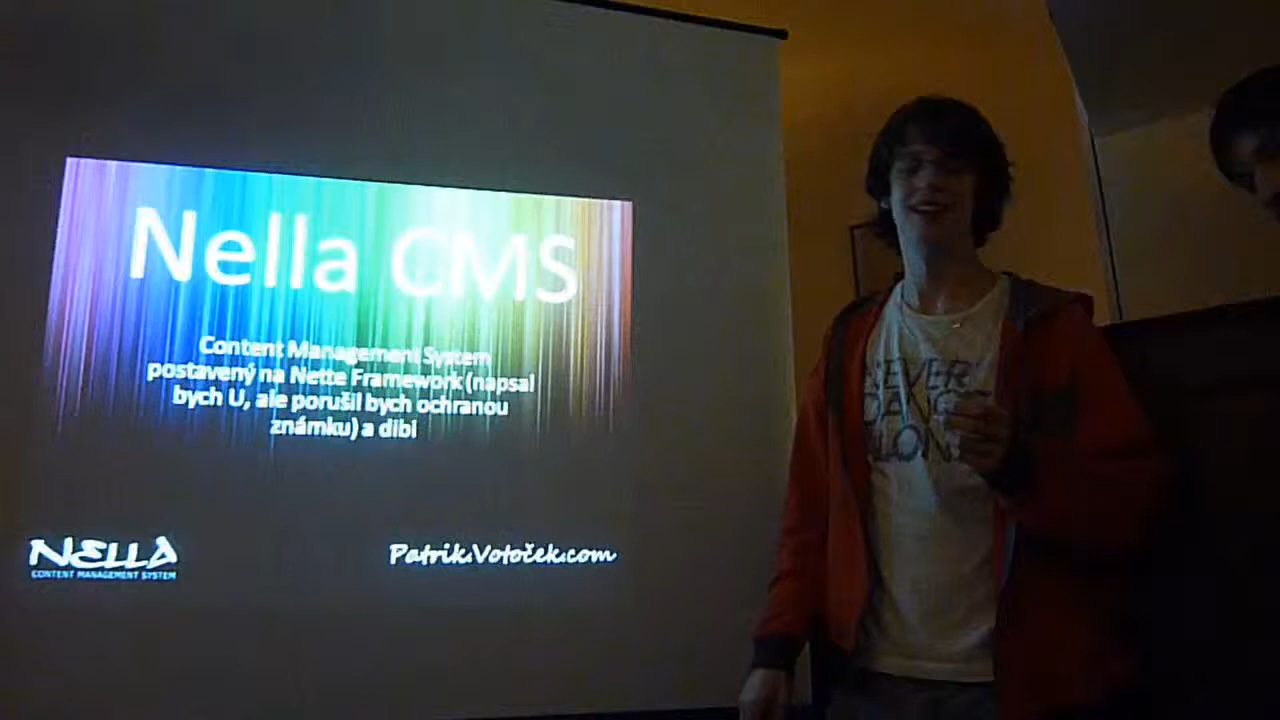 Nella CMS
Content Management System
postavený na Nette Framework (napsal
bych U, ale porušil bych ochranou
známku) a dibi
NELLA
CONTENT MANAGEMENT SYSTEM
Patrik.Votoček.com
NEVER
DANCE
ALONE